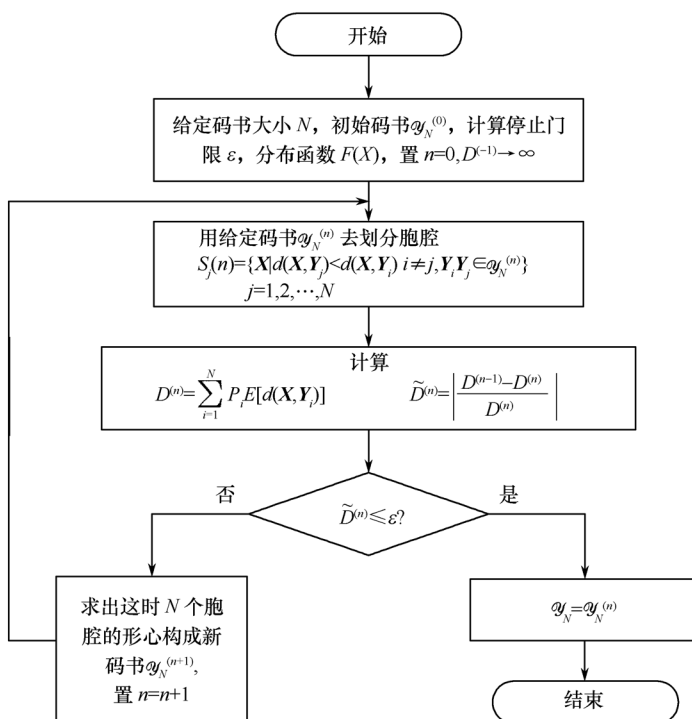 开始
给定码书大小 N，初始码书𝒴_N^(0)，计算停止门
限 ε，分布函数 F(X)，置 n=0,D^(-1)→∞
用给定码书𝒴_N^(n) 去划分胞腔
S_j(n)={X|d(X,Y_j)<d(X,Y_i) i≠j,Y_iY_j∈𝒴_N^(n)}
j=1,2,⋯,N
计算
D^(n)=∑_{i=1}^{N} P_iE[d(X,Y_i)]
D̃^(n)=|(D^(n-1)–D^(n))/D^(n)|
否
是
D̃^(n)≤ε?
求出这时 N 个胞
腔的形心构成新
码书𝒴_N^(n+1),
置 n=n+1
𝒴_N=𝒴_N^(n)
结束